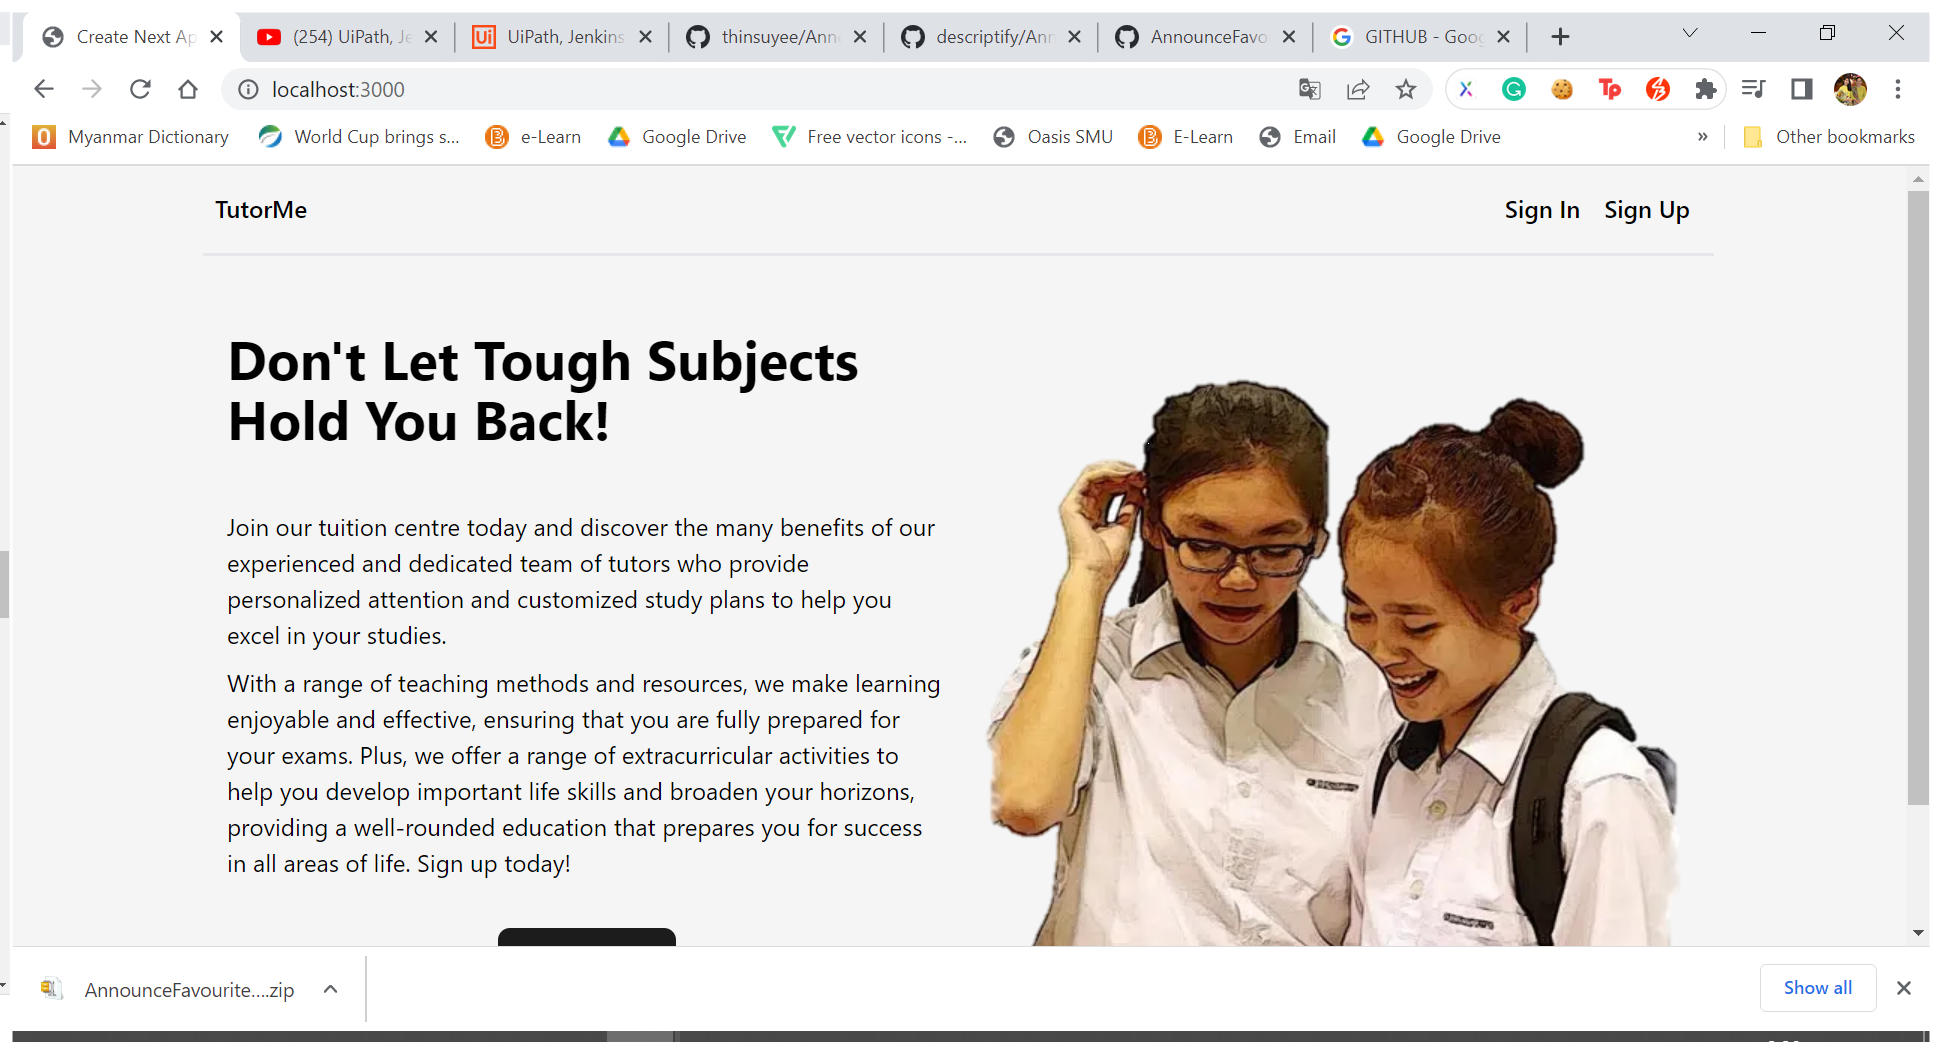 Create Next Ap
(254) UiPath, Je
UiPath, Jenkins
thinsuyee/Ann
descriptify/Ann
AnnounceFavo
GITHUB - Goog
localhost:3000
Myanmar Dictionary
World Cup brings s...
e-Learn
Google Drive
Free vector icons -...
Oasis SMU
E-Learn
Email
Google Drive
»
Other bookmarks
TutorMe
Sign In
Sign Up
Don't Let Tough Subjects
Hold You Back!
Join our tuition centre today and discover the many benefits of our
experienced and dedicated team of tutors who provide
personalized attention and customized study plans to help you
excel in your studies.
With a range of teaching methods and resources, we make learning
enjoyable and effective, ensuring that you are fully prepared for
your exams. Plus, we offer a range of extracurricular activities to
help you develop important life skills and broaden your horizons,
providing a well-rounded education that prepares you for success
in all areas of life. Sign up today!
AnnounceFavourite....zip
Show all